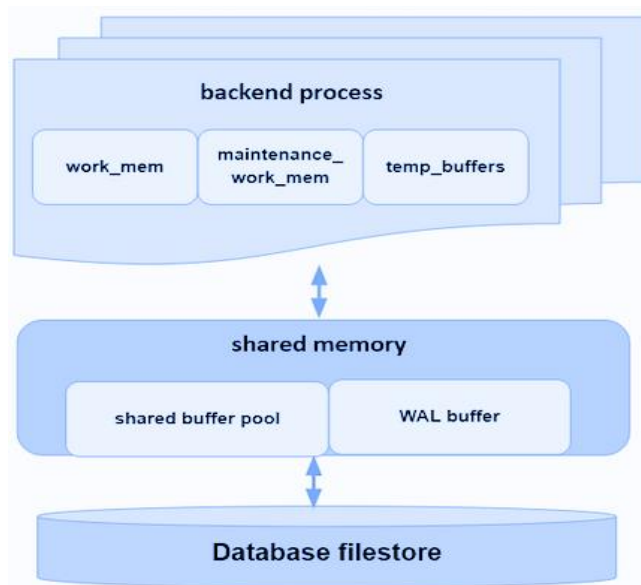 backend process
work_mem
maintenance_
work_mem
temp_buffers
shared memory
shared buffer pool
WAL buffer
Database filestore